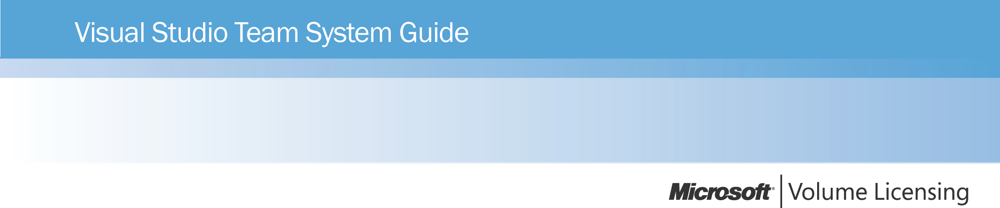 Visual Studio Team System Guide
Microsoft® Volume Licensing